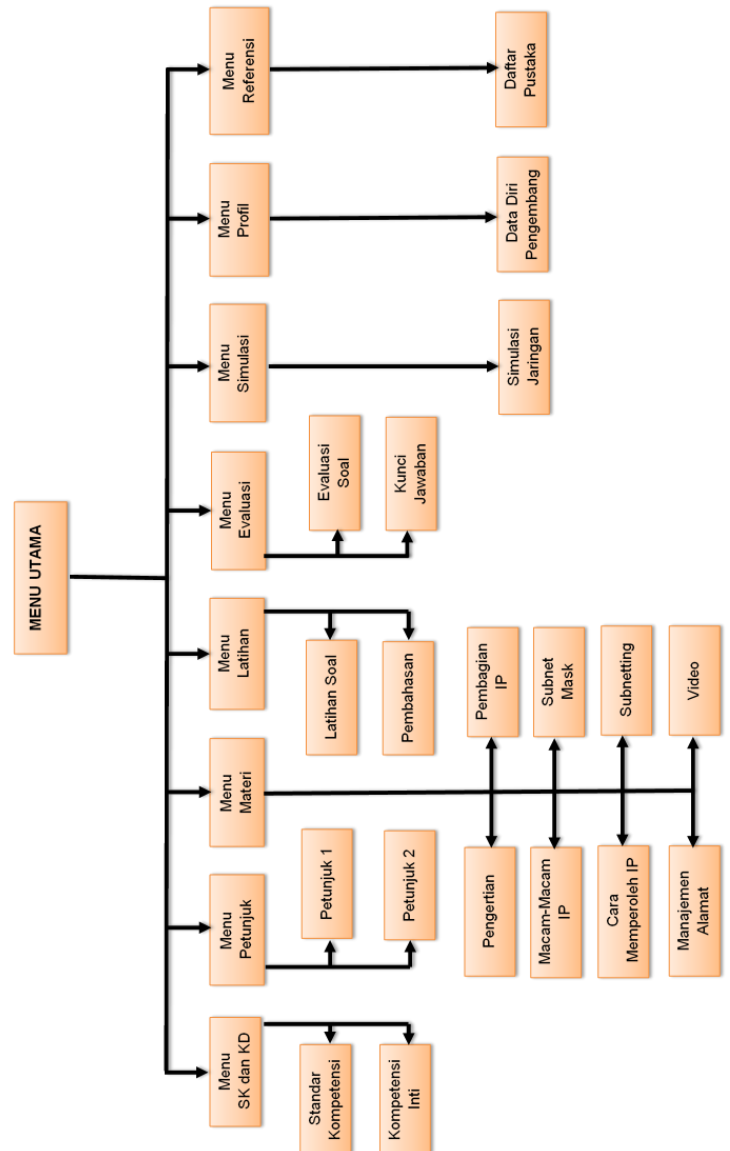 MENU UTAMA
Menu
SK dan KD
Menu
Petunjuk
Menu
Materi
Menu
Latihan
Menu
Evaluasi
Menu
Simulasi
Menu
Profil
Menu
Referensi
Standar
Kompetensi
Kompetensi
Inti
Petunjuk 1
Petunjuk 2
Pengertian
Pembagian
IP
Macam-Macam
IP
Subnet
Mask
Cara
Memperoleh IP
Subnetting
Manajemen
Alamat
Video
Latihan Soal
Pembahasan
Evaluasi
Soal
Kunci
Jawaban
Simulasi
Jaringan
Data Diri
Pengembang
Daftar
Pustaka